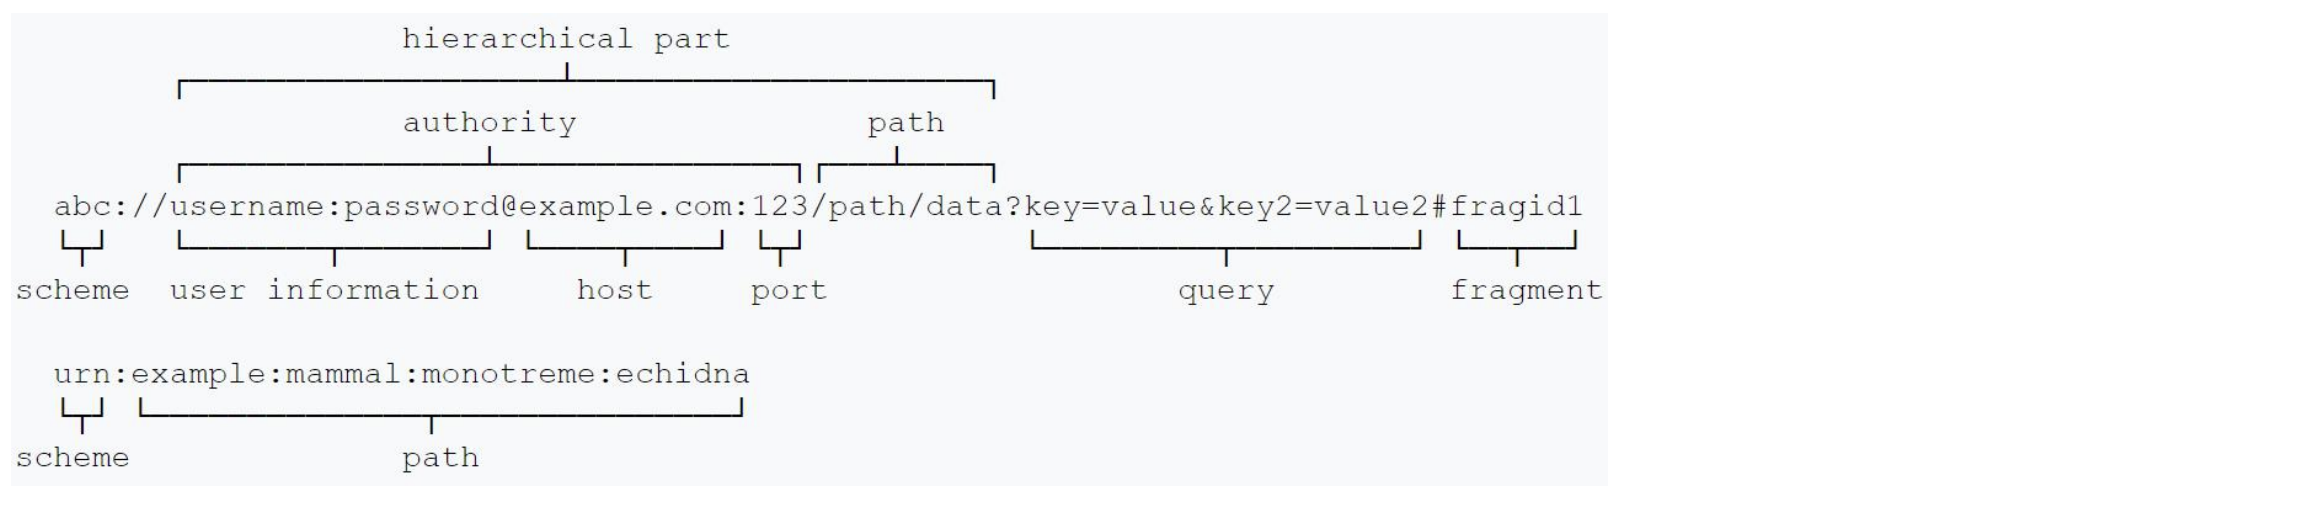 hierarchical part
authority path
abc://username:password@example.com:123/path/data?key=value&key2=value2#fragid1
scheme user information host port query fragment
urn:example:mammal:monotreme:echidna
scheme path